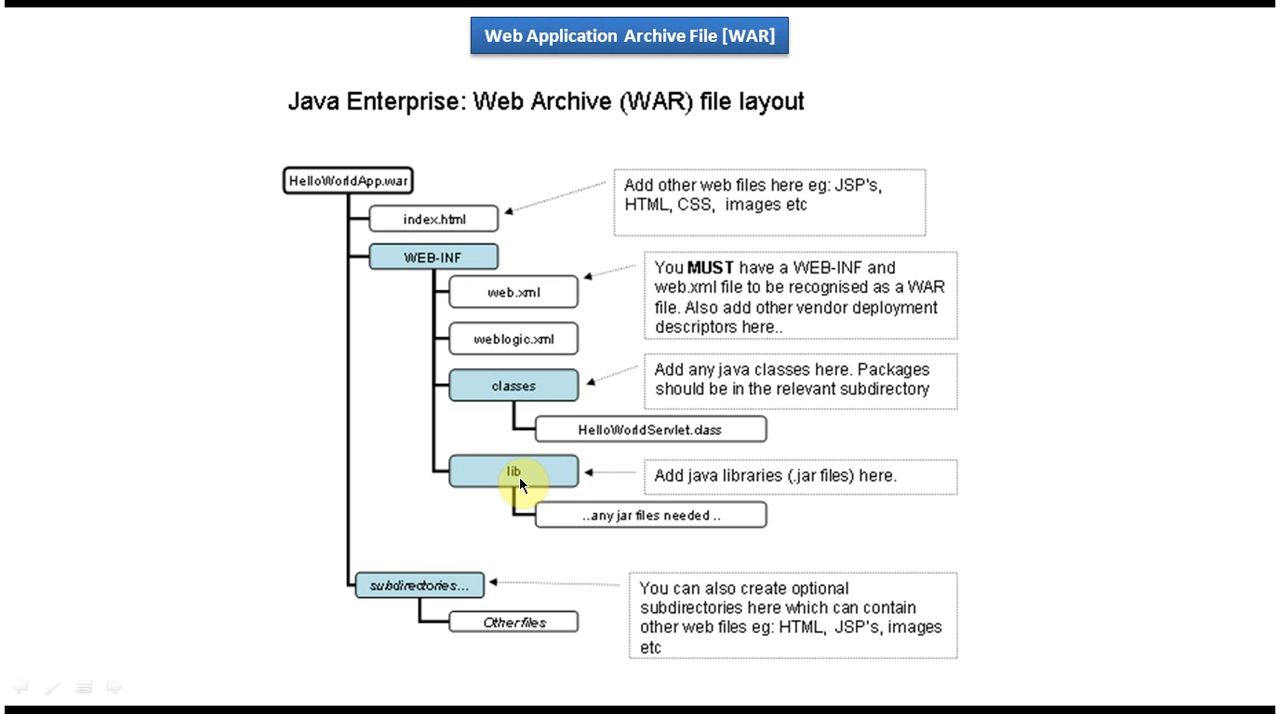 Web Application Archive File [WAR]
Java Enterprise: Web Archive (WAR) file layout
HelloWorldApp.war
index.html
Add other web files here eg: JSP's,
HTML, CSS, images etc
WEB-INF
web.xml
You MUST have a WEB-INF and
web.xml file to be recognised as a WAR
file. Also add other vendor deployment
descriptors here..
weblogic.xml
classes
Add any java classes here. Packages
should be in the relevant subdirectory
HelloWorldServlet.class
lib
Add java libraries (.jar files) here.
..any jar files needed ..
subdirectories...
You can also create optional
subdirectories here which can contain
other web files eg: HTML, JSP's, images
etc
Other files